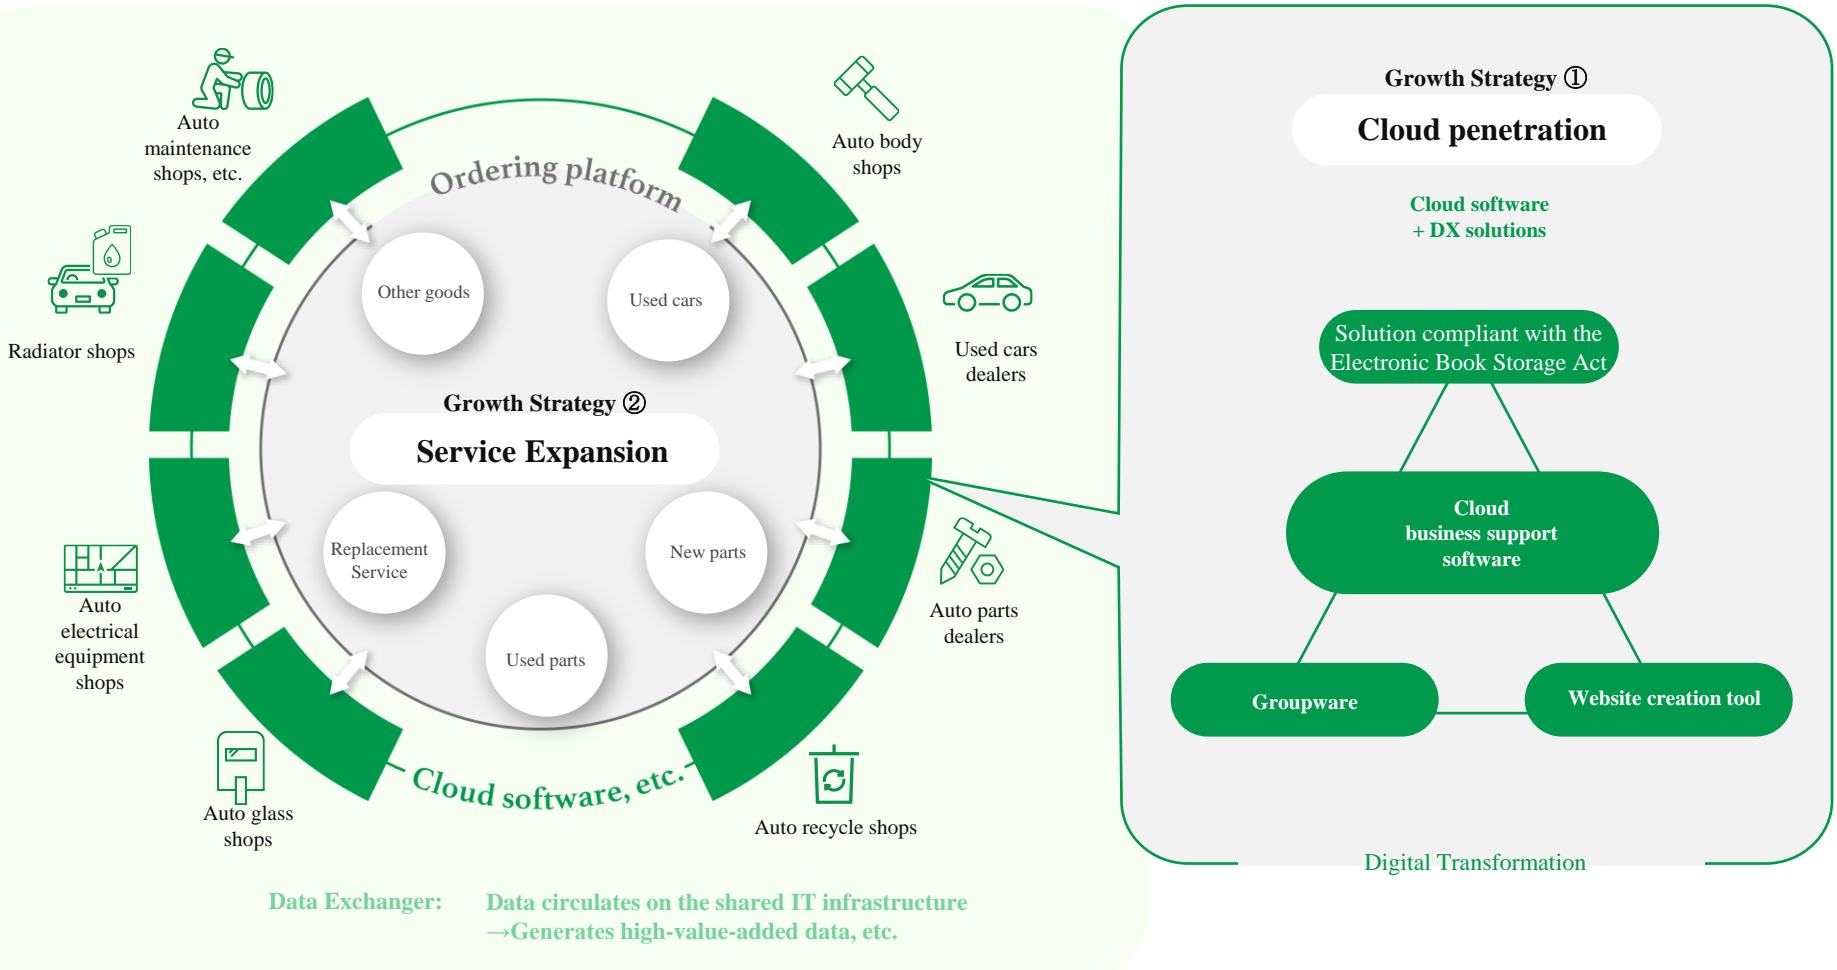 Auto
maintenance
shops, etc.
Radiator shops
Auto
electrical
equipment
shops
Auto glass
shops
Ordering platform
Other goods
Used cars
Growth Strategy ②
Service Expansion
Replacement
Service
New parts
Used parts
Cloud software, etc.
Auto body
shops
Used cars
dealers
Auto parts
dealers
Auto recycle shops
Data Exchanger: Data circulates on the shared IT infrastructure
→Generates high-value-added data, etc.
Growth Strategy ①
Cloud penetration
Cloud software
+ DX solutions
Solution compliant with the
Electronic Book Storage Act
Cloud
business support
software
Groupware
Website creation tool
Digital Transformation